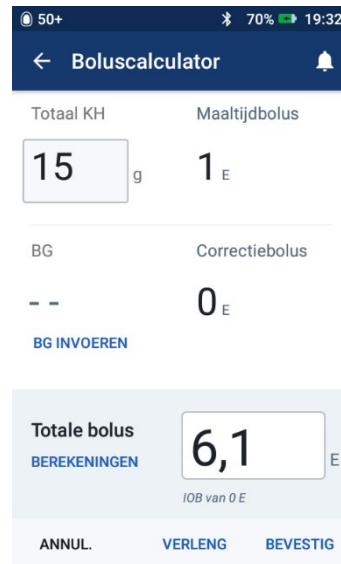 50+ 70% 19:32
Boluscalculator
Totaal KH Maaltijdbolus
15 g 1 E
BG Correctiebolus
- - 0 E
BG INVOEREN
Totale bolus
BEREKENINGEN
6,1 E
IOB van 0 E
ANNUL. VERLENG BEVESTIG